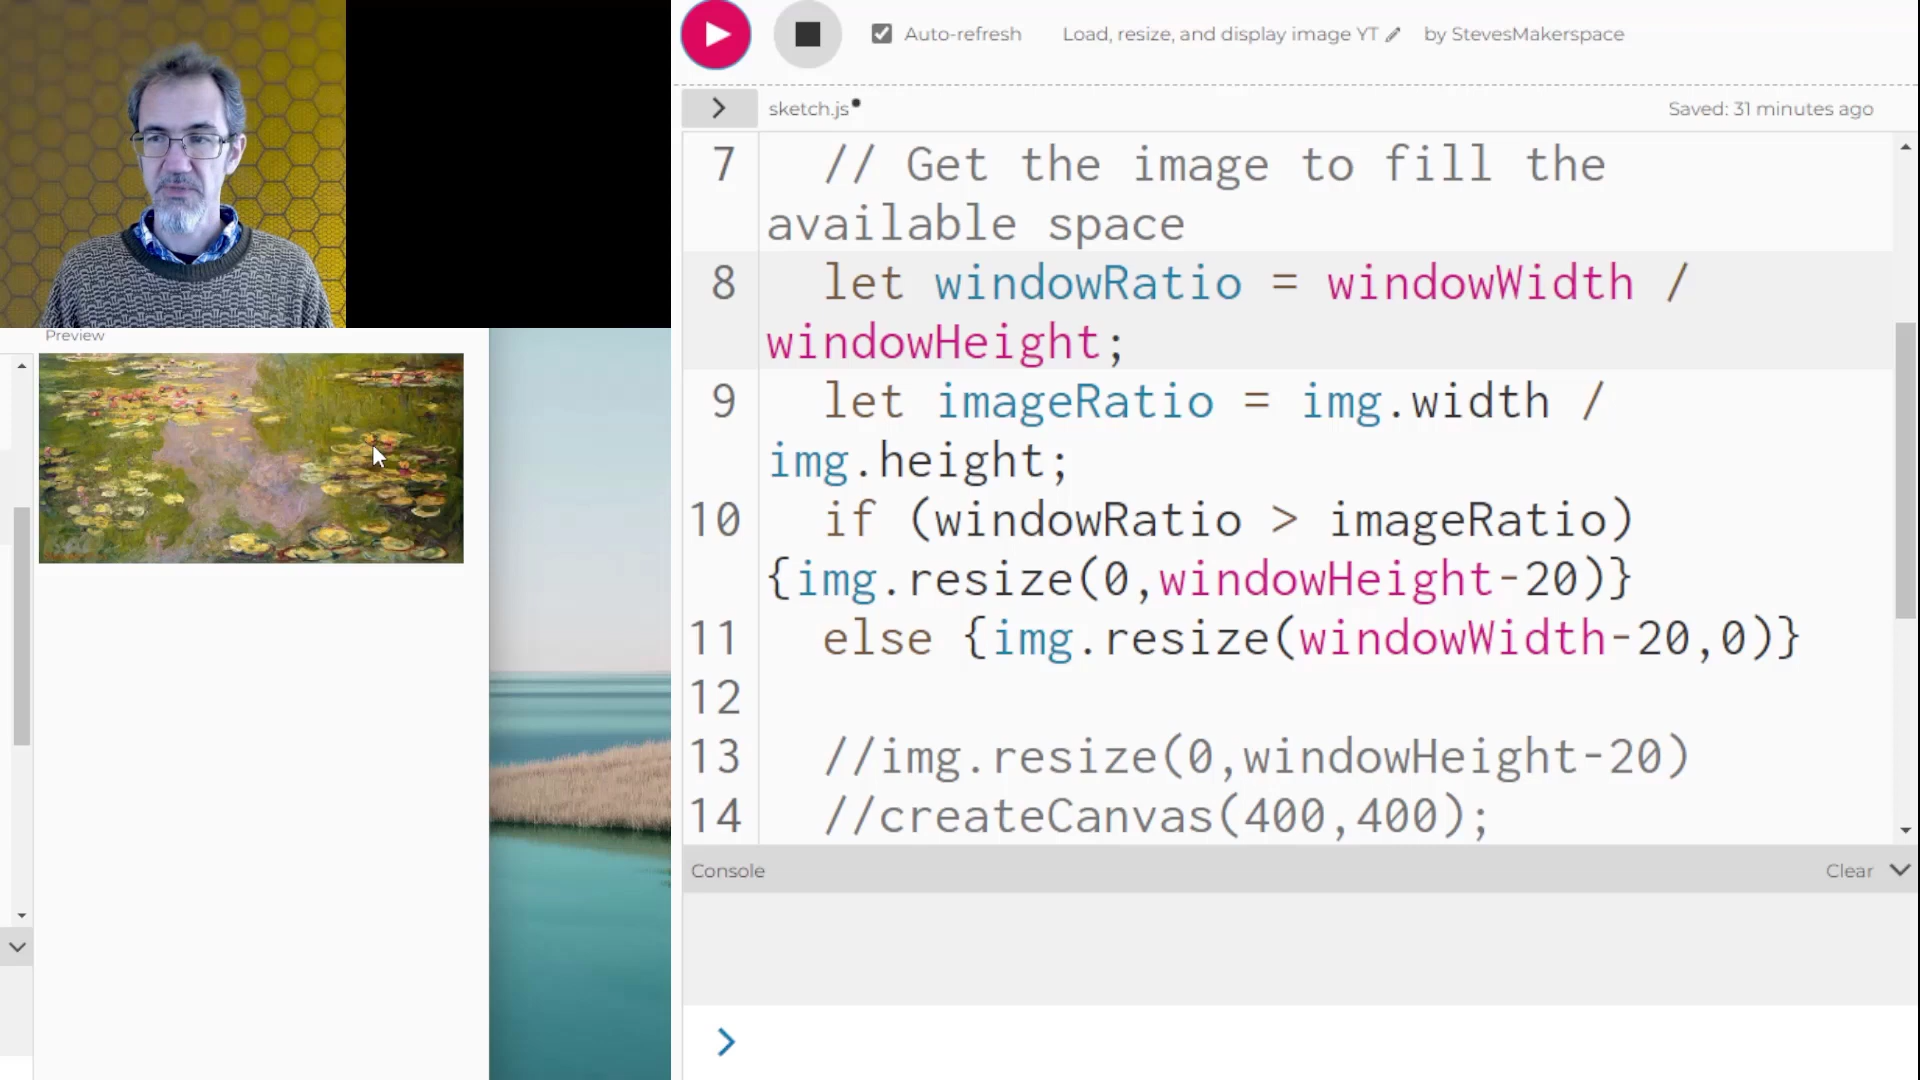 Auto-refresh
Load, resize, and display image YT
by StevesMakerspace
sketch.js
Saved: 31 minutes ago
Preview
7 // Get the image to fill the
available space
8 let windowRatio = windowWidth /
windowHeight;
9 let imageRatio = img.width /
img.height;
10 if (windowRatio > imageRatio)
{img.resize(0,windowHeight-20)}
11 else {img.resize(windowWidth-20,0)}
12
13 //img.resize(0,windowHeight-20)
14 //createCanvas(400,400);
Console
Clear